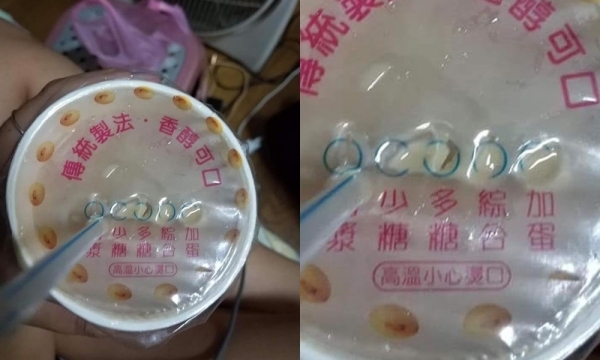 傳統製法·香醇可口
少多綜加
漿糖糖合蛋
高溫小心燙口
傳統製 醇可口
少多綜加
漿糖糖合蛋
高溫小心燙口